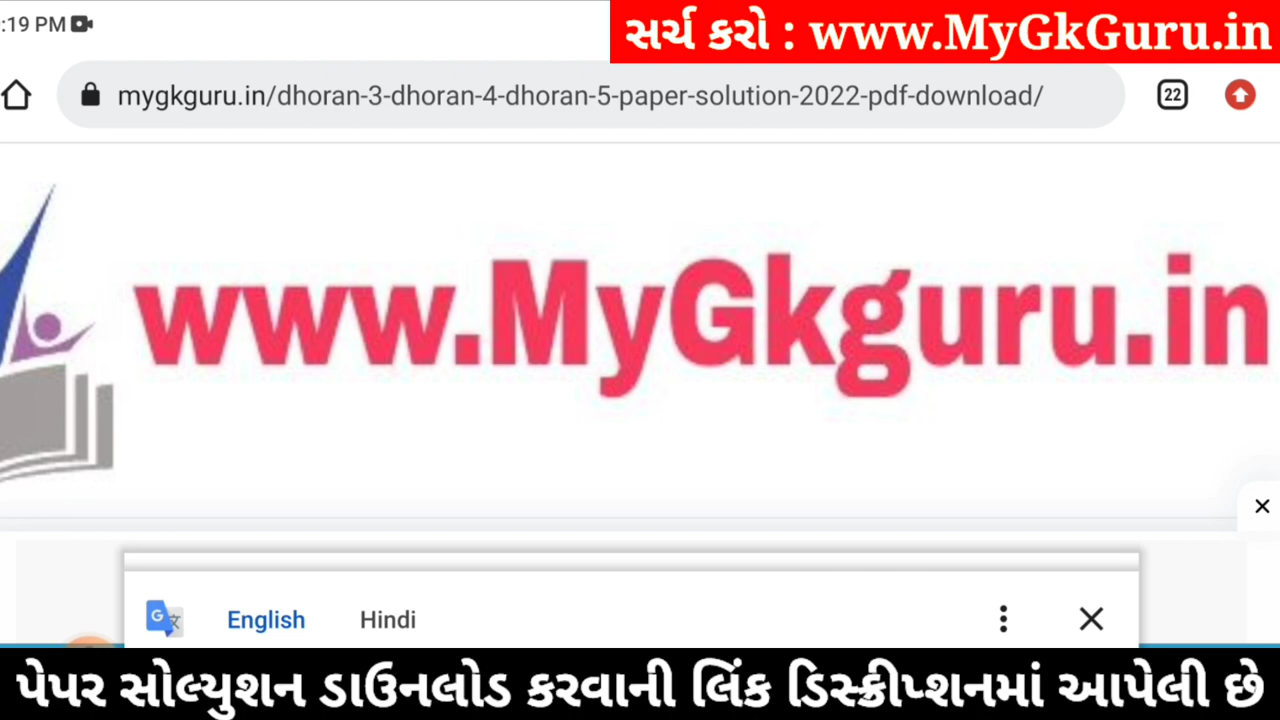 :19 PM
સર્ચ કરો : www.MyGkGuru.in
mygkguru.in/dhoran-3-dhoran-4-dhoran-5-paper-solution-2022-pdf-download/
22
www.MyGkguru.in
English Hindi
પેપર સોલ્યુશન ડાઉનલોડ કરવાની લિંક ડિસ્ક્રીપ્શનમાં આપેલી છે